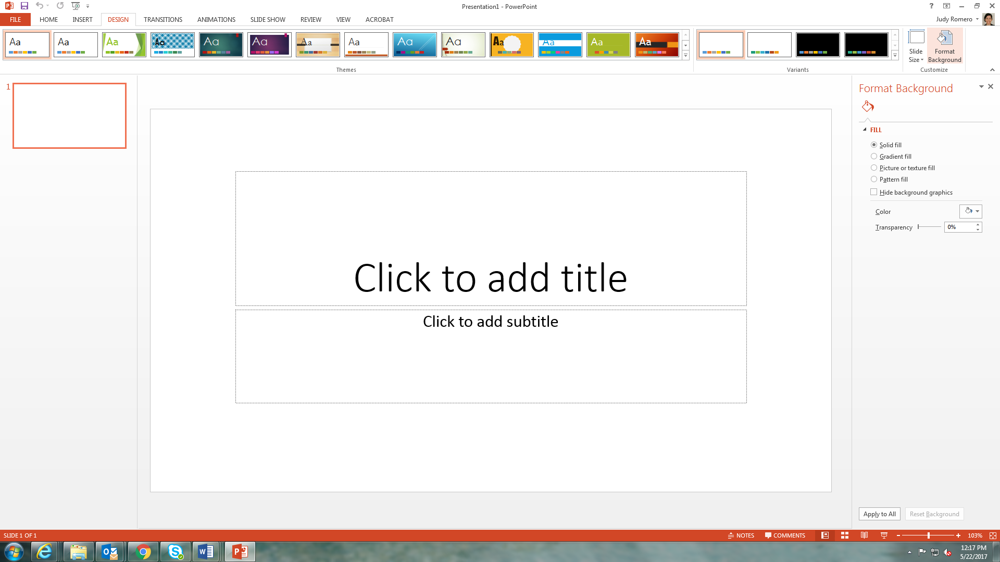 Presentation1 - PowerPoint
?
FILE HOME INSERT DESIGN TRANSITIONS ANIMATIONS SLIDE SHOW REVIEW VIEW ACROBAT
Judy Romero
Aa Aa Aa Aa Aa Aa Aa Aa Aa Aa Aa Aa Aa Aa
Slide
Size
Format
Background
Themes
Variants
Customize
1
Format Background
FILL
Solid fill
Gradient fill
Picture or texture fill
Pattern fill
Hide background graphics
Color
Transparency 0%
Click to add title
Click to add subtitle
Apply to All Reset Background
SLIDE 1 OF 1 NOTES COMMENTS 103%
12:17 PM
5/22/2017